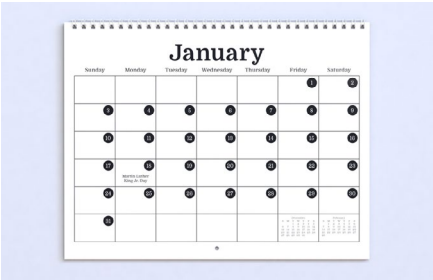 January
Sunday Monday Tuesday Wednesday Thursday Friday Saturday
1 2
3 4 5 6 7 8 9
10 11 12 13 14 15 16
17 18 19 20 21 22 23
Martin Luther
King Jr. Day
24 25 26 27 28 29 30
31